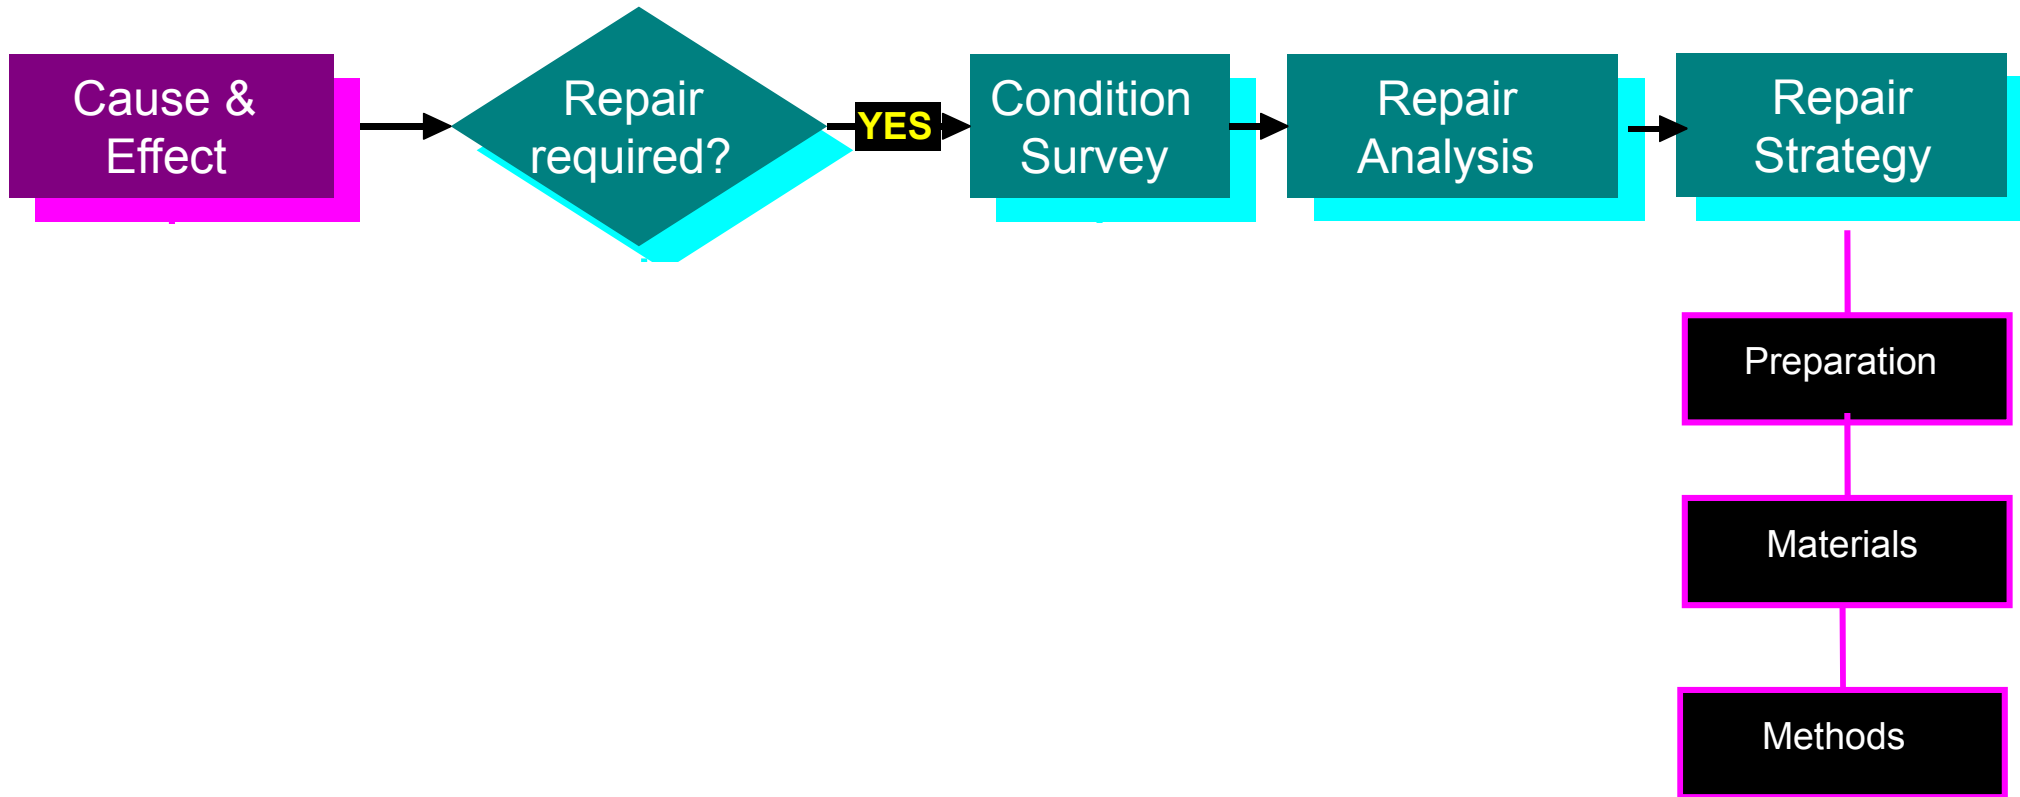 Cause &
Effect
Repair
required?
YES
Condition
Survey
Repair
Analysis
Repair
Strategy
Preparation
Materials
Methods